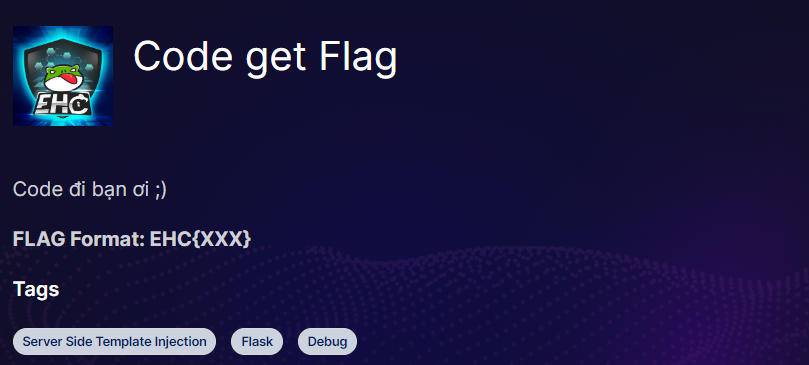 Code get Flag
EHC
Code đi bạn ơi ;)
FLAG Format: EHC{XXX}
Tags
Server Side Template Injection Flask Debug